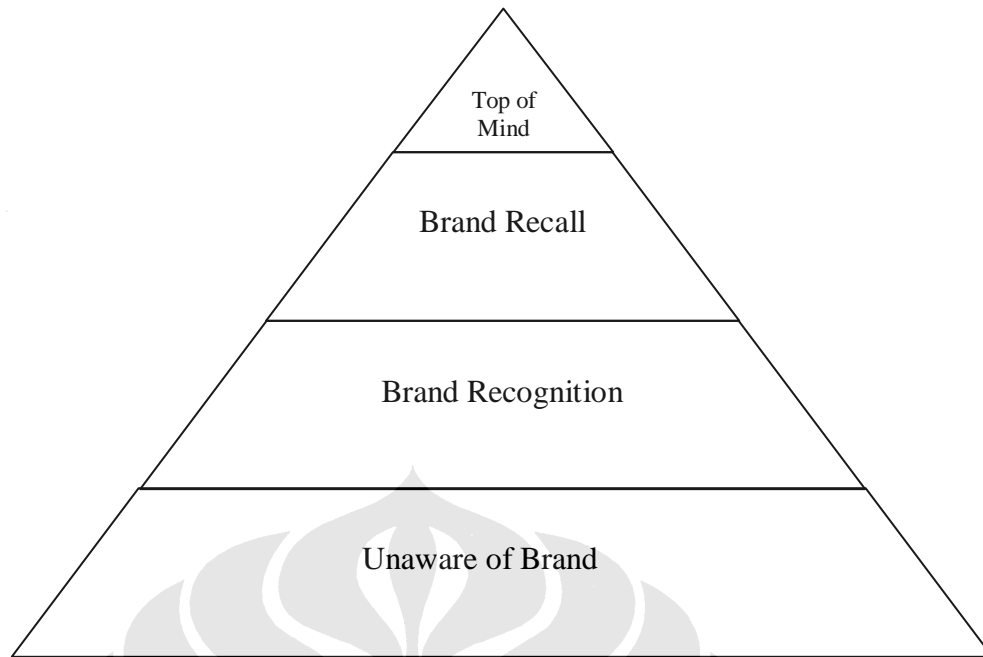 Top of
Mind
Brand Recall
Brand Recognition
Unaware of Brand